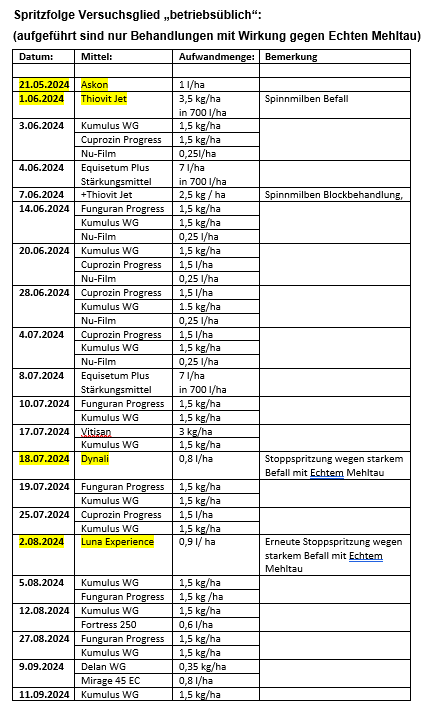 Spritzfolge Versuchsglied „betriebsüblich“:
(aufgeführt sind nur Behandlungen mit Wirkung gegen Echten Mehltau)
Datum: Mittel: Aufwandmenge: Bemerkung
21.05.2024 Askon 1 l/ha
1.06.2024 Thiovit Jet 3,5 kg/ha Spinnmilben Befall
in 700 l/ha
3.06.2024 Kumulus WG 1,5 kg/ha
Cuprozin Progress 1,5 kg/ha
Nu-Film 0,25l/ha
4.06.2024 Equisetum Plus 7 l/ha
Stärkungsmittel in 700 l/ha
7.06.2024 +Thiovit Jet 2,5 kg / ha Spinnmilben Blockbehandlung,
14.06.2024 Funguran Progress 1,5 kg/ha
Kumulus WG 1,5 kg/ha
Nu-Film 0,25 l/ha
20.06.2024 Kumulus WG 1,5 kg/ha
Cuprozin Progress 1,5 l/ha
Nu-Film 0,25 l/ha
28.06.2024 Cuprozin Progress 1,5 l/ha
Kumulus WG 1.5 kg/ha
Nu-Film 0,25 l/ha
4.07.2024 Cuprozin Progress 1,5 l/ha
Kumulus WG 1,5 kg/ha
Nu-Film 0,25 l/ha
8.07.2024 Equisetum Plus 7 l/ha
Stärkungsmittel in 700 l/ha
10.07.2024 Funguran Progress 1,5 kg/ha
Kumulus WG 1,5 kg/ha
17.07.2024 Vitisan 3 kg/ha
Kumulus WG 1,5 kg/ha
18.07.2024 Dynali 0,8 l/ha Stoppspritzung wegen starkem
Befall mit Echtem Mehltau
19.07.2024 Funguran Progress 1,5 kg/ha
Kumulus WG 1,5 kg/ha
25.07.2024 Cuprozin Progress 1,5 l/ha
Kumulus WG 1,5 kg/ha
2.08.2024 Luna Experience 0,9 l/ ha Erneute Stoppspritzung wegen
starkem Befall mit Echtem
Mehltau
5.08.2024 Kumulus WG 1,5 kg/ha
Funguran Progress 1,5 kg /ha
12.08.2024 Kumulus WG 1,5 kg/ha
Fortress 250 0,6 l/ha
27.08.2024 Funguran Progress 1,5 kg/ha
Kumulus WG 1,5 kg/ha
9.09.2024 Delan WG 0,35 kg/ha
Mirage 45 EC 0,8 l/ha
11.09.2024 Kumulus WG 1,5 kg/ha